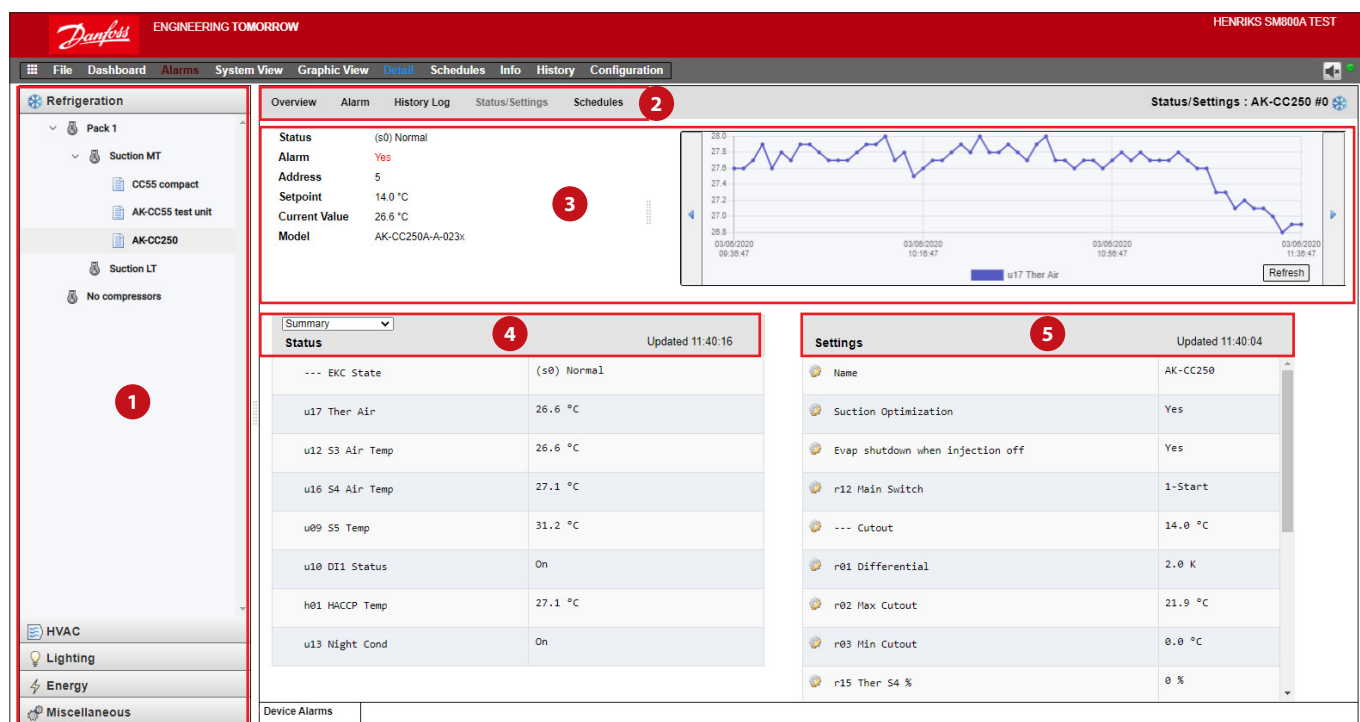 Danfoss
ENGINEERING TOMORROW
HENRIKS SM800A TEST
File Dashboard Alarms System View Graphic View Detail Schedules Info History Configuration
Refrigeration
Pack 1
Suction MT
CC55 compact
AK-CC55 test unit
AK-CC250
Suction LT
No compressors
1
HVAC
Lighting
Energy
Miscellaneous
Overview Alarm History Log Status/Settings Schedules
2
Status/Settings : AK-CC250 #0
Status (s0) Normal
Alarm Yes
Address 5
Setpoint 14.0 °C
Current Value 26.6 °C
Model AK-CC250A-A-023x
3
28.0
27.8
27.6
27.4
27.2
27.0
26.8
03/06/2020 09:36:47
03/06/2020 10:16:47
03/06/2020 10:56:47
03/06/2020 11:36:47
u17 Ther Air
Refresh
Summary
Status
4
Updated 11:40:16
--- EKC State (s0) Normal
u17 Ther Air 26.6 °C
u12 S3 Air Temp 26.6 °C
u16 S4 Air Temp 27.1 °C
u09 S5 Temp 31.2 °C
u10 DI1 Status On
h01 HACCP Temp 27.1 °C
u13 Night Cond On
Settings
5
Updated 11:40:04
Name AK-CC250
Suction Optimization Yes
Evap shutdown when injection off Yes
r12 Main Switch 1-Start
--- Cutout 14.0 °C
r01 Differential 2.0 K
r02 Max Cutout 21.9 °C
r03 Min Cutout 0.0 °C
r15 Ther S4 % 0 %
Device Alarms